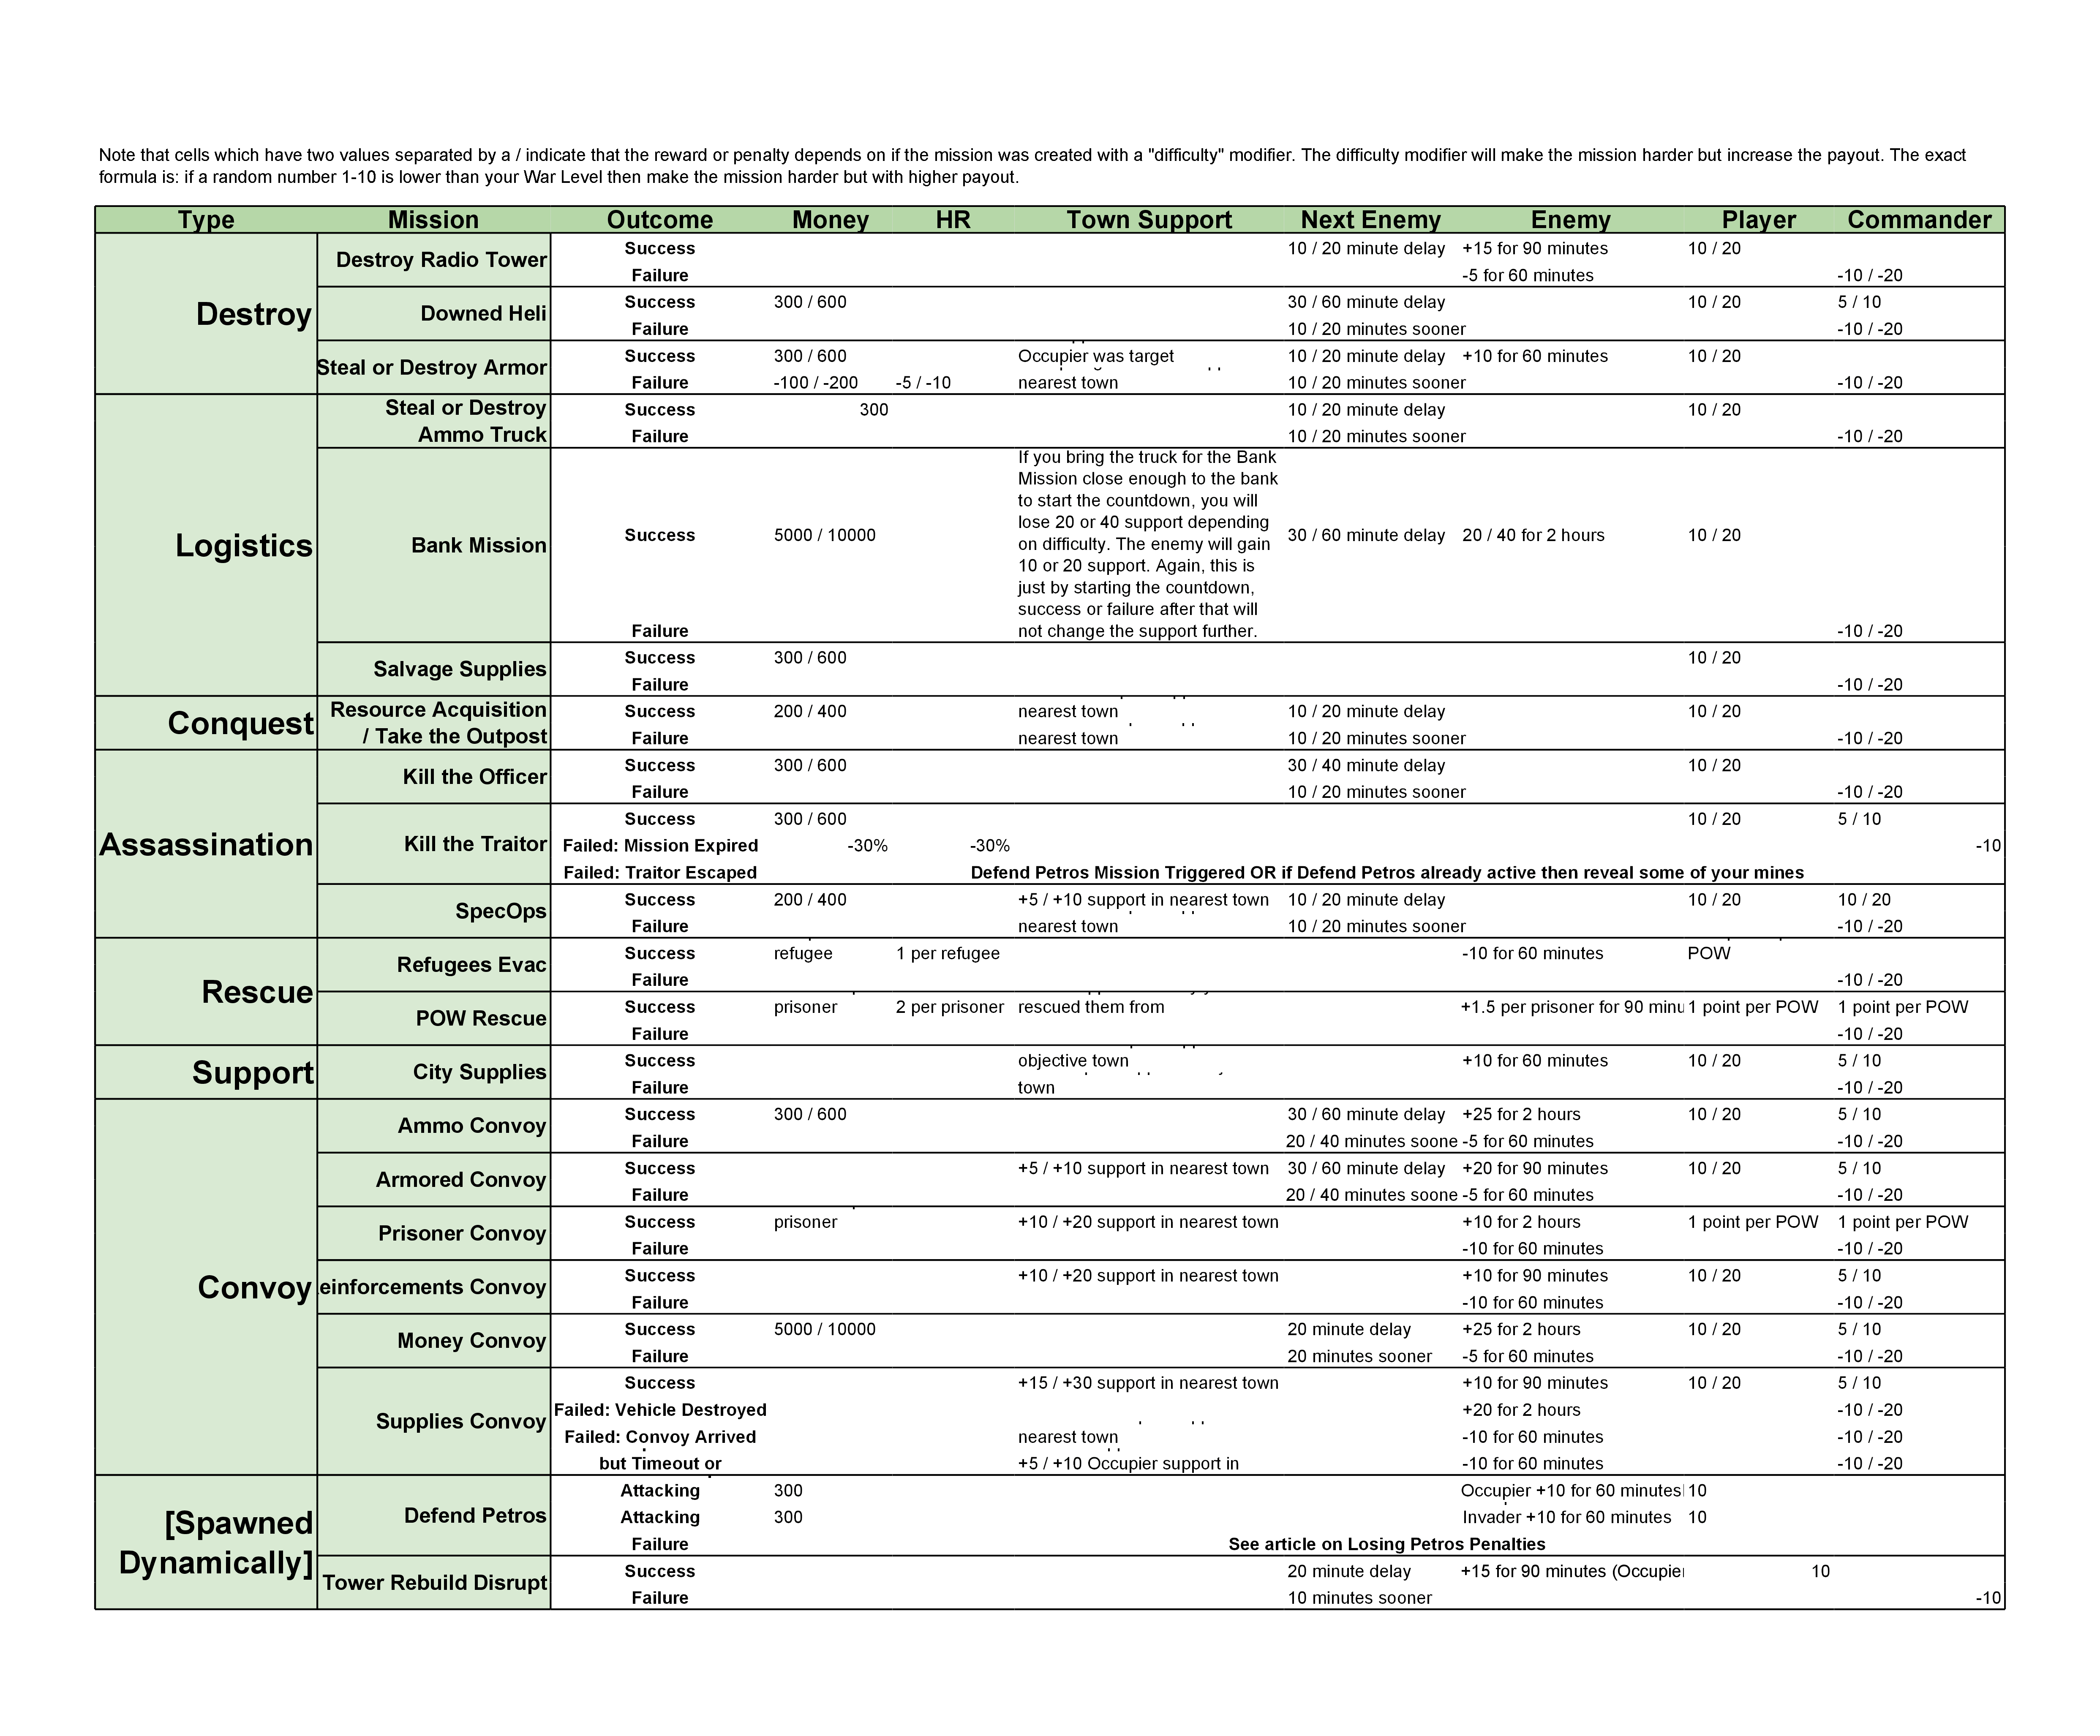 Note that cells which have two values separated by a / indicate that the reward or penalty depends on if the mission was created with a "difficulty" modifier. The difficulty modifier will make the mission harder but increase the payout. The exact
formula is: if a random number 1-10 is lower than your War Level then make the mission harder but with higher payout.
Type Mission Outcome Money HR Town Support Next Enemy Enemy Player Commander
Destroy
Destroy Radio Tower
Success 10 / 20 minute delay +15 for 90 minutes 10 / 20
Failure -5 for 60 minutes -10 / -20
Downed Heli
Success 300 / 600 30 / 60 minute delay 10 / 20 5 / 10
Failure 10 / 20 minutes sooner -10 / -20
Steal or Destroy Armor
Success 300 / 600 Occupier was target 10 / 20 minute delay +10 for 60 minutes 10 / 20
Failure -100 / -200 -5 / -10 nearest town 10 / 20 minutes sooner -10 / -20
Logistics
Steal or Destroy
Ammo Truck
Success 300 10 / 20 minute delay 10 / 20
Failure 10 / 20 minutes sooner -10 / -20
Bank Mission
Success 5000 / 10000
If you bring the truck for the Bank
Mission close enough to the bank
to start the countdown, you will
lose 20 or 40 support depending
on difficulty. The enemy will gain
10 or 20 support. Again, this is
just by starting the countdown,
success or failure after that will
not change the support further.
30 / 60 minute delay 20 / 40 for 2 hours 10 / 20
Failure -10 / -20
Salvage Supplies
Success 300 / 600 10 / 20
Failure -10 / -20
Conquest
Resource Acquisition
/ Take the Outpost
Success 200 / 400 nearest town 10 / 20 minute delay 10 / 20
Failure nearest town 10 / 20 minutes sooner -10 / -20
Assassination
Kill the Officer
Success 300 / 600 30 / 40 minute delay 10 / 20
Failure 10 / 20 minutes sooner -10 / -20
Kill the Traitor
Success 300 / 600 10 / 20 5 / 10
Failed: Mission Expired -30% -30% -10
Failed: Traitor Escaped Defend Petros Mission Triggered OR if Defend Petros already active then reveal some of your mines
SpecOps
Success 200 / 400 +5 / +10 support in nearest town 10 / 20 minute delay 10 / 20 10 / 20
Failure nearest town 10 / 20 minutes sooner -10 / -20
Rescue
Refugees Evac
Success refugee 1 per refugee -10 for 60 minutes POW
Failure -10 / -20
POW Rescue
Success prisoner 2 per prisoner rescued them from +1.5 per prisoner for 90 minu 1 point per POW 1 point per POW
Failure -10 / -20
Support
City Supplies
Success objective town +10 for 60 minutes 10 / 20 5 / 10
Failure town -10 / -20
Convoy
Ammo Convoy
Success 300 / 600 30 / 60 minute delay +25 for 2 hours 10 / 20 5 / 10
Failure 20 / 40 minutes soone -5 for 60 minutes -10 / -20
Armored Convoy
Success +5 / +10 support in nearest town 30 / 60 minute delay +20 for 90 minutes 10 / 20 5 / 10
Failure 20 / 40 minutes soone -5 for 60 minutes -10 / -20
Prisoner Convoy
Success prisoner +10 / +20 support in nearest town +10 for 2 hours 1 point per POW 1 point per POW
Failure -10 for 60 minutes -10 / -20
einforcements Convoy
Success +10 / +20 support in nearest town +10 for 90 minutes 10 / 20 5 / 10
Failure -10 for 60 minutes -10 / -20
Money Convoy
Success 5000 / 10000 20 minute delay +25 for 2 hours 10 / 20 5 / 10
Failure 20 minutes sooner -5 for 60 minutes -10 / -20
Supplies Convoy
Success +15 / +30 support in nearest town +10 for 90 minutes 10 / 20 5 / 10
Failed: Vehicle Destroyed +20 for 2 hours -10 / -20
Failed: Convoy Arrived nearest town -10 for 60 minutes -10 / -20
but Timeout or +5 / +10 Occupier support in -10 for 60 minutes -10 / -20
[Spawned
Dynamically]
Defend Petros
Attacking 300 Occupier +10 for 60 minutes 10
Attacking 300 Invader +10 for 60 minutes 10
Failure See article on Losing Petros Penalties
Tower Rebuild Disrupt
Success 20 minute delay +15 for 90 minutes (Occupier 10
Failure 10 minutes sooner -10